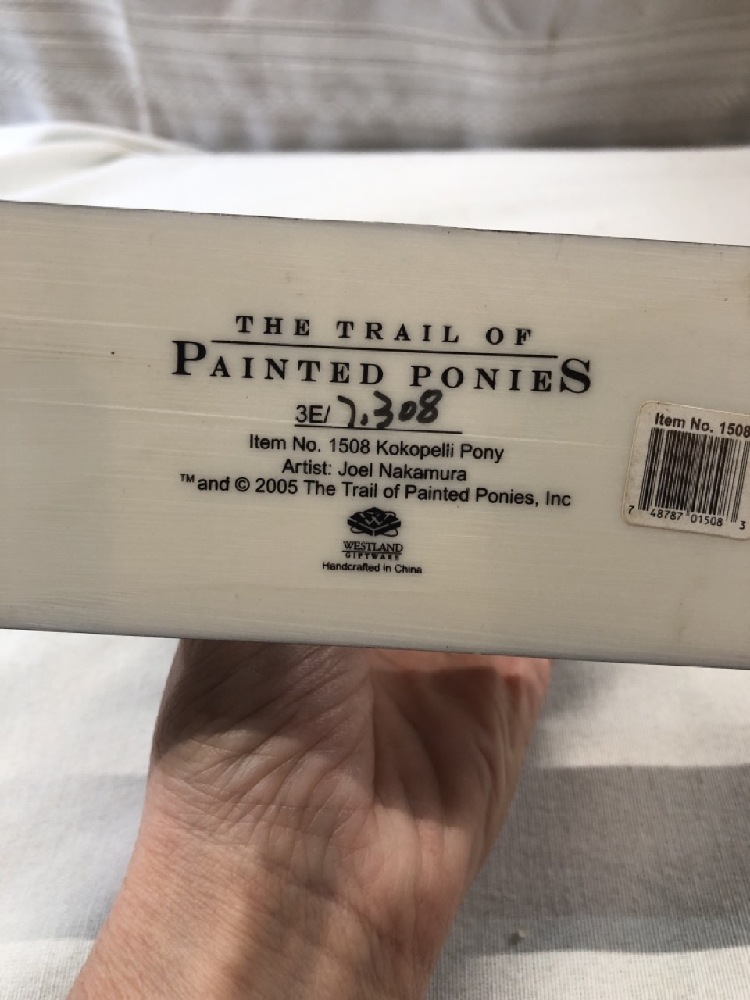 THE TRAIL OF
PAINTED PONIES
3E/ 7.308
Item No. 1508 Kokopelli Pony
Artist: Joel Nakamura
™ and © 2005 The Trail of Painted Ponies, Inc
WESTLAND
GIFTWARE
Handcrafted in China
Item No. 1508
7 48787 01508 3